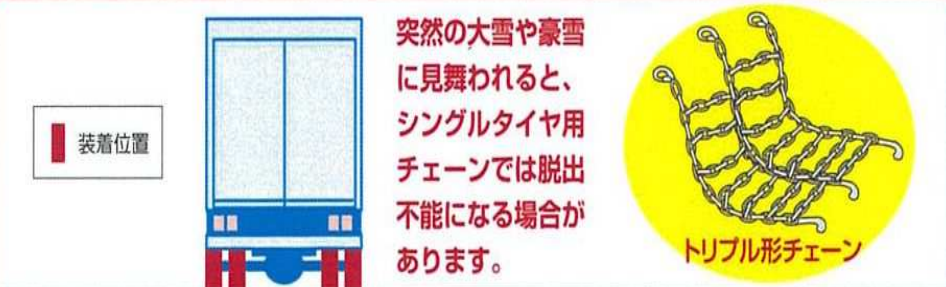 装着位置
突然の大雪や豪雪
に見舞われると、
シングルタイヤ用
チェーンでは脱出
不能になる場合が
あります。
トリプル形チェーン